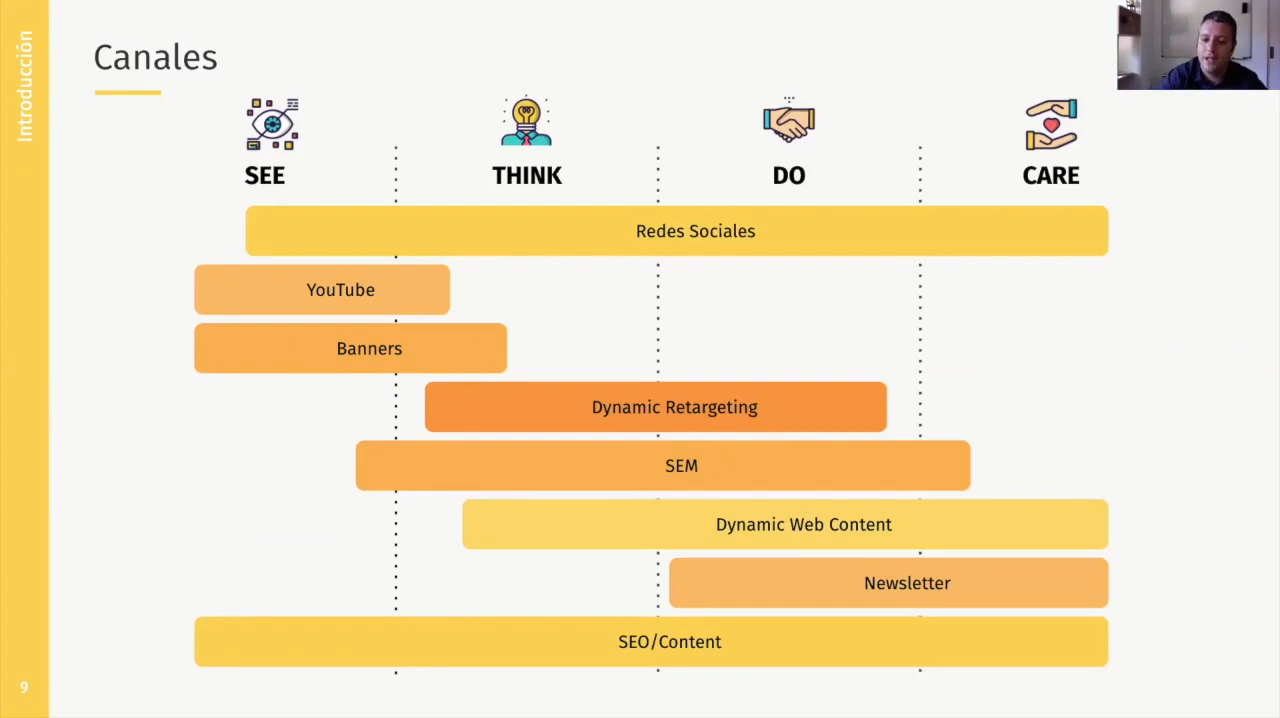 Introducción
Canales
SEE
THINK
DO
CARE
Redes Sociales
YouTube
Banners
Dynamic Retargeting
SEM
Dynamic Web Content
Newsletter
SEO/Content
9